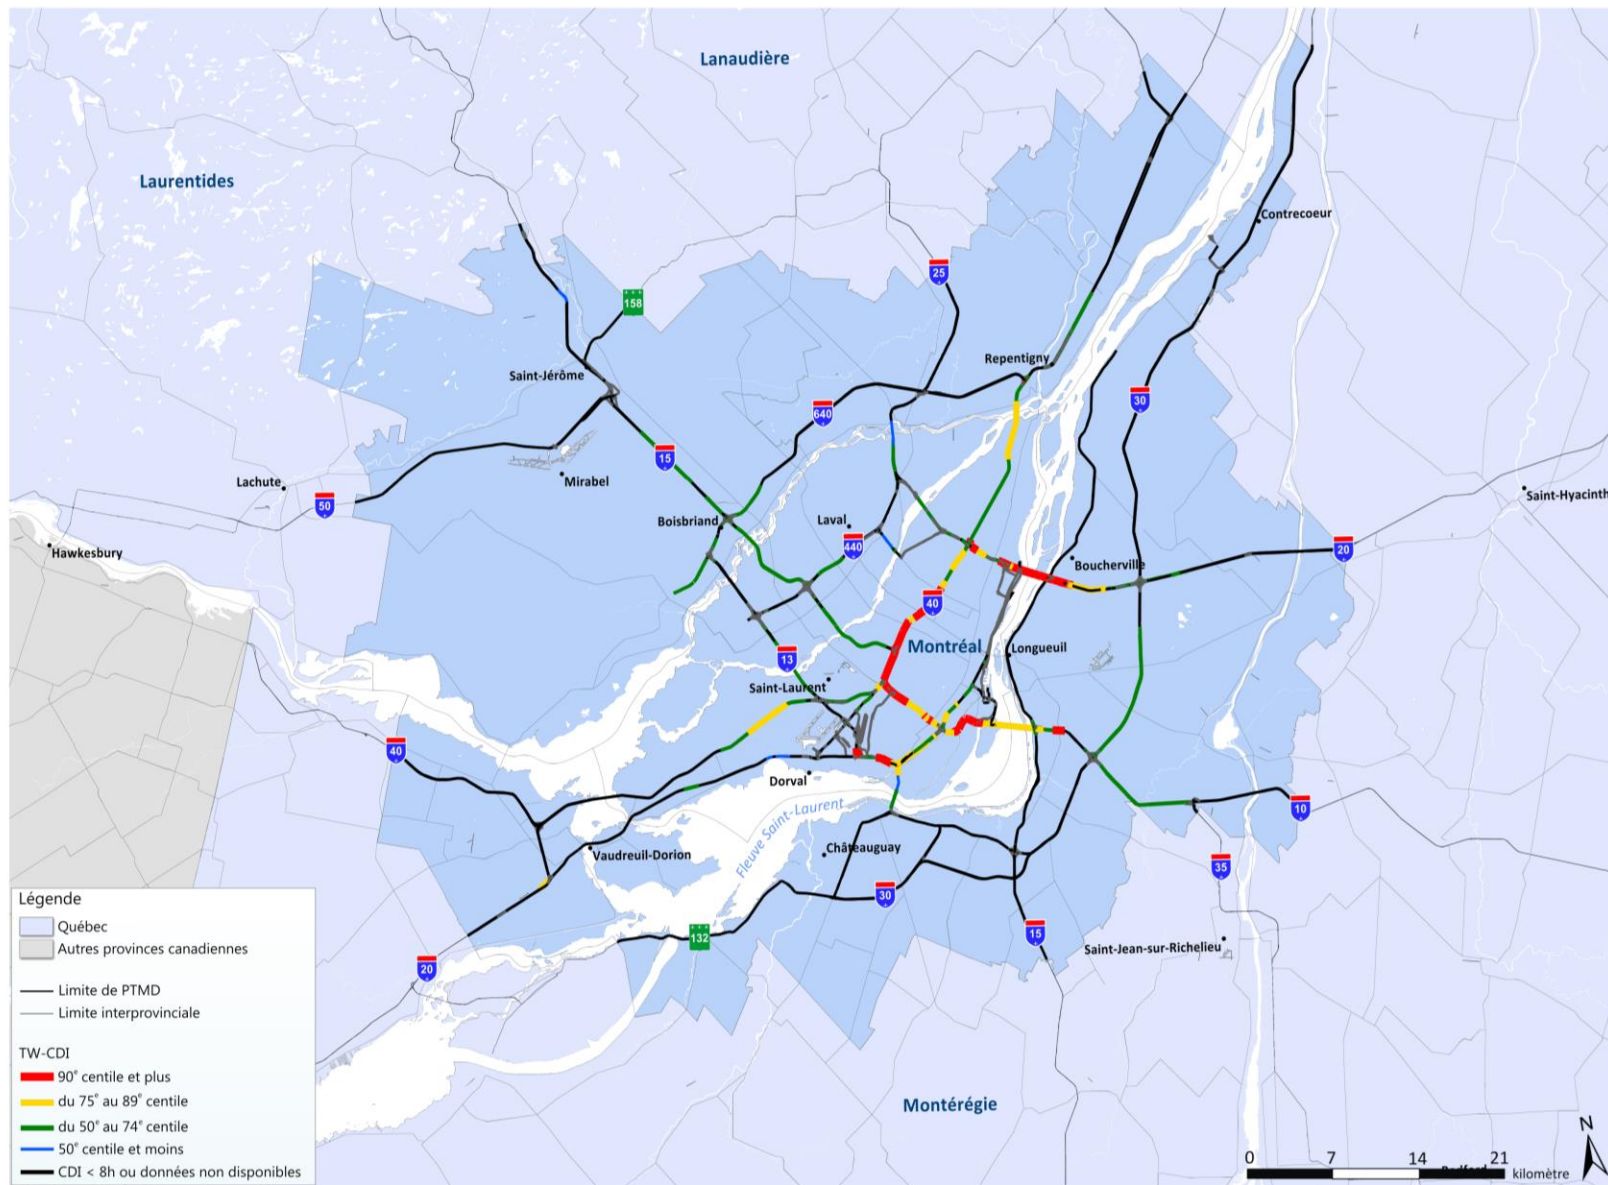 Lanaudière
Laurentides
Contrecoeur
25
158
Repentigny
Saint-Jérôme
30
640
15
Lachute
Mirabel
50
Saint-Hyacinth
Boisbriand
Laval
440
Hawkesbury
Boucherville
20
40
Montréal
Longueuil
13
Saint-Laurent
40
Dorval
Fleuve Saint-Laurent
10
Châteauguay
Vaudreuil-Dorion
35
30
132
15
Saint-Jean-sur-Richelieu
20
Montérégie
Légende
Québec
Autres provinces canadiennes
Limite de PTMD
Limite interprovinciale
TW-CDI
90e centile et plus
du 75e au 89e centile
du 50e au 74e centile
50e centile et moins
CDI < 8h ou données non disponibles
N
0 7 14 21
kilomètre